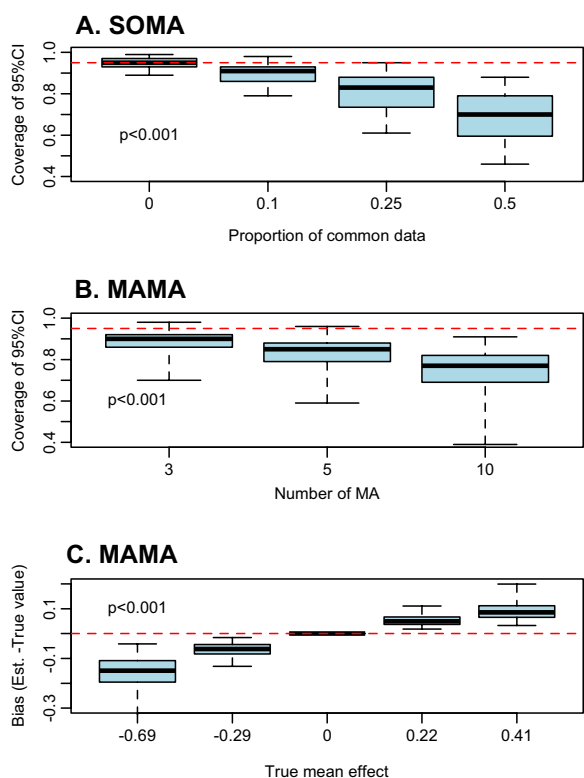 A. SOMA
Coverage of 95%CI
1.0
0.8
0.6
0.4
p<0.001
0 0.1 0.25 0.5
Proportion of common data
B. MAMA
Coverage of 95%CI
1.0
0.8
0.6
0.4
p<0.001
3 5 10
Number of MA
C. MAMA
Bias (Est. -True value)
0.1
-0.1
-0.3
p<0.001
-0.69 -0.29 0 0.22 0.41
True mean effect